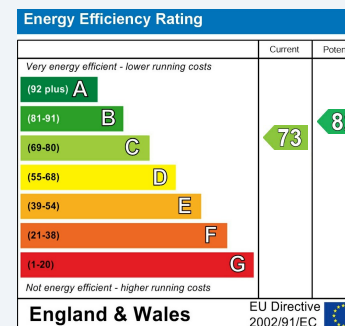 Energy Efficiency Rating
Current
Very energy efficient - lower running costs
(92 plus) A
(81-91) B
(69-80) C
(55-68) D
(39-54) E
(21-38) F
(1-20) G
73
Not energy efficient - higher running costs
England & Wales
EU Directive
2002/91/EC